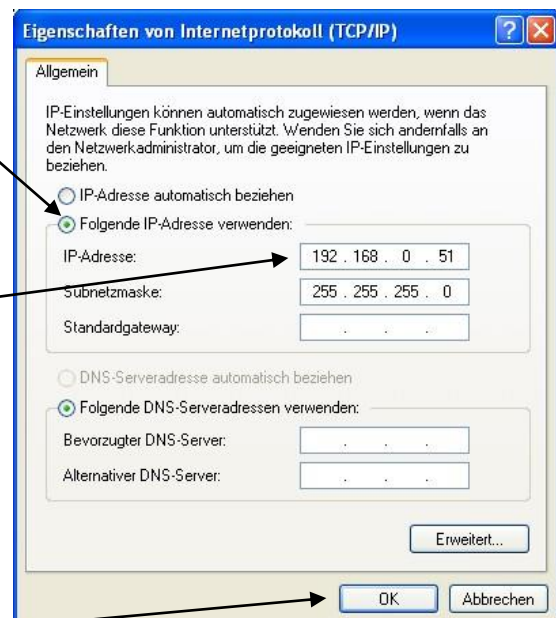 Eigenschaften von Internetprotokoll (TCP/IP)
Allgemein
IP-Einstellungen können automatisch zugewiesen werden, wenn das
Netzwerk diese Funktion unterstützt. Wenden Sie sich andernfalls an
den Netzwerkadministrator, um die geeigneten IP-Einstellungen zu
beziehen.
IP-Adresse automatisch beziehen
Folgende IP-Adresse verwenden:
IP-Adresse: 192 . 168 . 0 . 51
Subnetzmaske: 255 . 255 . 255 . 0
Standardgateway: . . .
DNS-Serveradresse automatisch beziehen
Folgende DNS-Serveradressen verwenden:
Bevorzugter DNS-Server: . . .
Alternativer DNS-Server: . . .
Erweitert...
OK Abbrechen